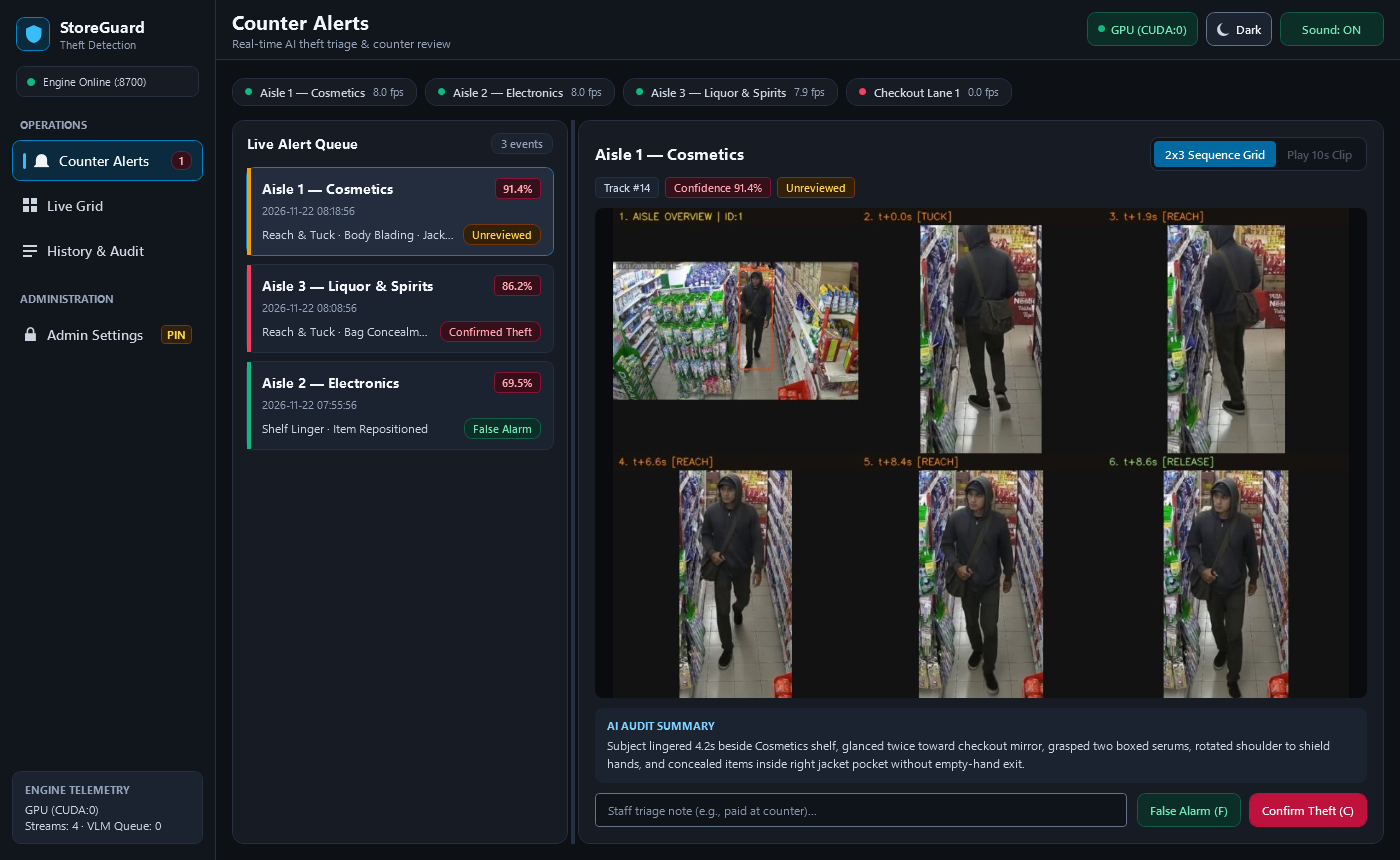 StoreGuard
Theft Detection
Engine Online (:8700)
OPERATIONS
Counter Alerts 1
Live Grid
History & Audit
ADMINISTRATION
Admin Settings PIN
ENGINE TELEMETRY
GPU (CUDA:0)
Streams: 4 · VLM Queue: 0
Counter Alerts
Real-time AI theft triage & counter review
GPU (CUDA:0) Dark Sound: ON
Aisle 1 — Cosmetics 8.0 fps Aisle 2 — Electronics 8.0 fps Aisle 3 — Liquor & Spirits 7.9 fps Checkout Lane 1 0.0 fps
Live Alert Queue 3 events
Aisle 1 — Cosmetics 91.4%
2026-11-22 08:18:56
Reach & Tuck · Body Blading · Jack... Unreviewed
Aisle 3 — Liquor & Spirits 86.2%
2026-11-22 08:08:56
Reach & Tuck · Bag Concealm... Confirmed Theft
Aisle 2 — Electronics 69.5%
2026-11-22 07:55:56
Shelf Linger · Item Repositioned False Alarm
Aisle 1 — Cosmetics 2x3 Sequence Grid Play 10s Clip
Track #14 Confidence 91.4% Unreviewed
1. AISLE OVERVIEW | ID:1 2. t+0.0s [TUCK] 3. t+1.9s [REACH]
4. t+6.6s [REACH] 5. t+8.4s [REACH] 6. t+8.6s [RELEASE]
AI AUDIT SUMMARY
Subject lingered 4.2s beside Cosmetics shelf, glanced twice toward checkout mirror, grasped two boxed serums, rotated shoulder to shield
hands, and concealed items inside right jacket pocket without empty-hand exit.
Staff triage note (e.g., paid at counter)... False Alarm (F) Confirm Theft (C)